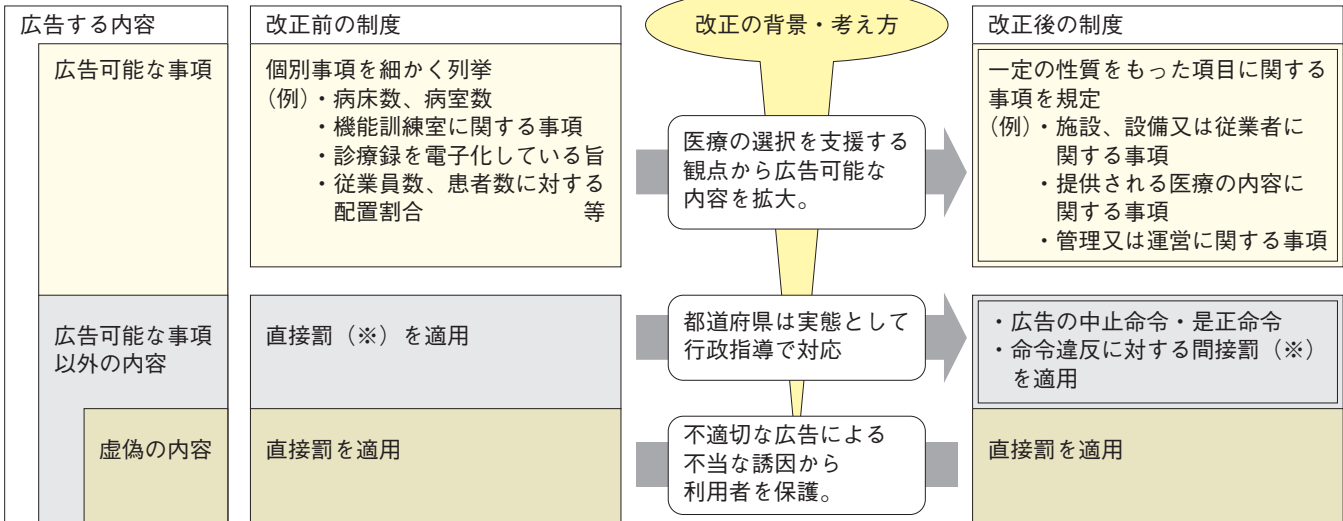 広告する内容
改正前の制度
改正の背景・考え方
改正後の制度
広告可能な事項
個別事項を細かく列挙
(例)・病床数、病室数
・機能訓練室に関する事項
・診療録を電子化している旨
・従業員数、患者数に対する
配置割合 等
医療の選択を支援する
観点から広告可能な
内容を拡大。
一定の性質をもった項目に関する
事項を規定
(例)・施設、設備又は従業者に
関する事項
・提供される医療の内容に
関する事項
・管理又は運営に関する事項
広告可能な事項
以外の内容
直接罰(※)を適用
都道府県は実態として
行政指導で対応
・広告の中止命令・是正命令
・命令違反に対する間接罰(※)
を適用
虚偽の内容
直接罰を適用
不適切な広告による
不当な誘因から
利用者を保護。
直接罰を適用